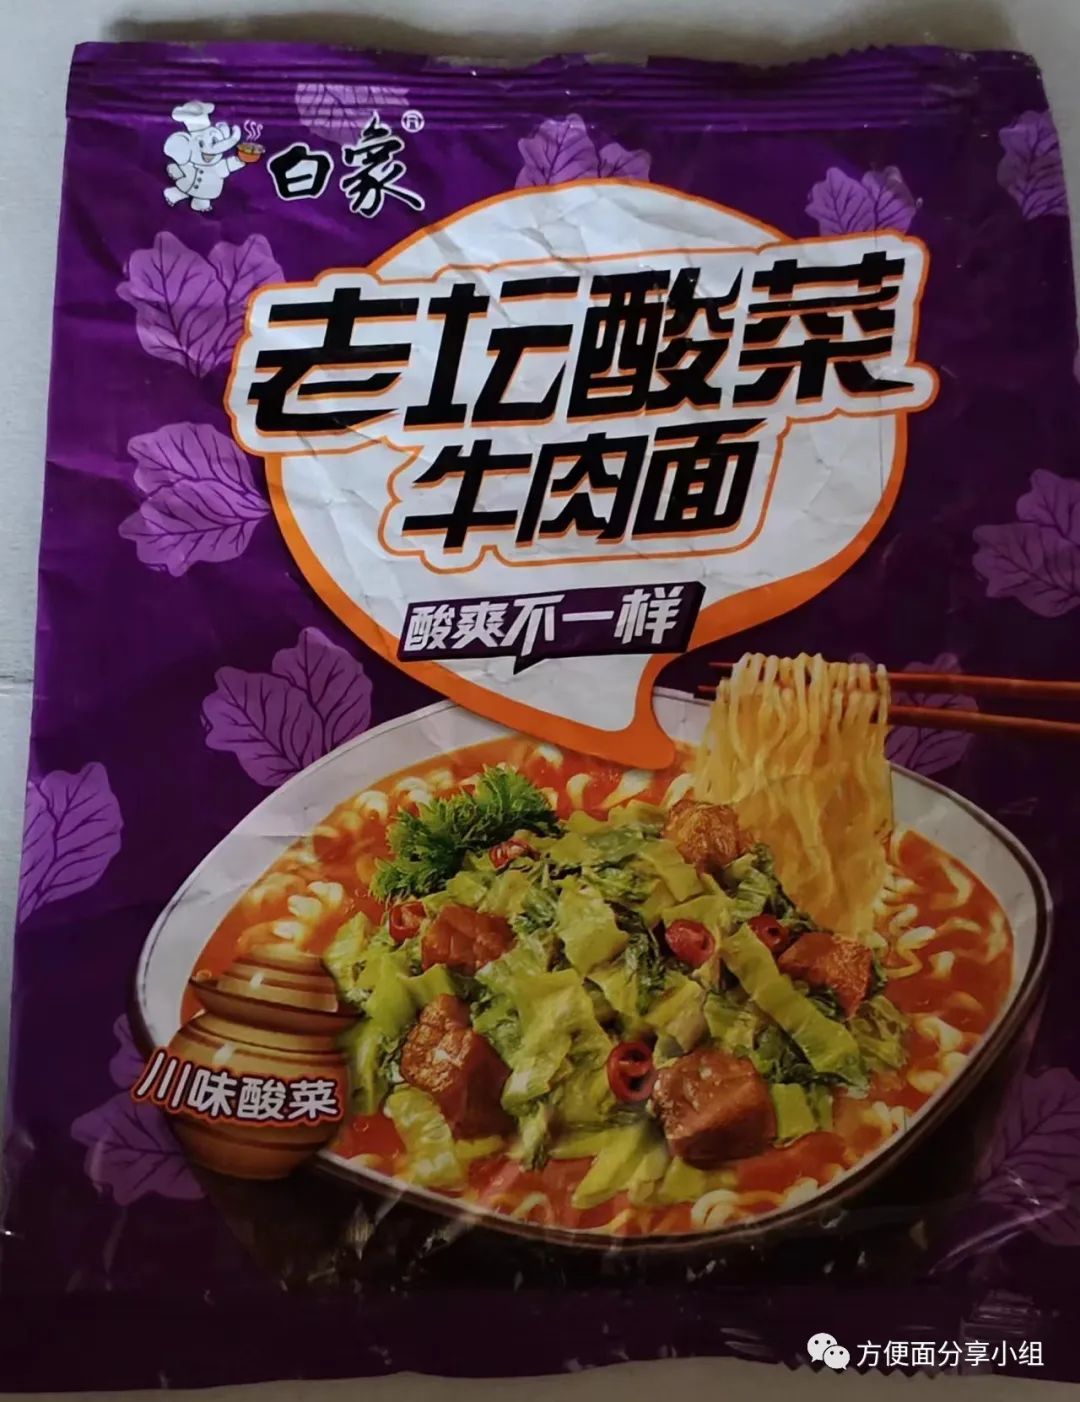 白象®
老坛酸菜
牛肉面
酸爽不一样
川味酸菜
方便面分享小组